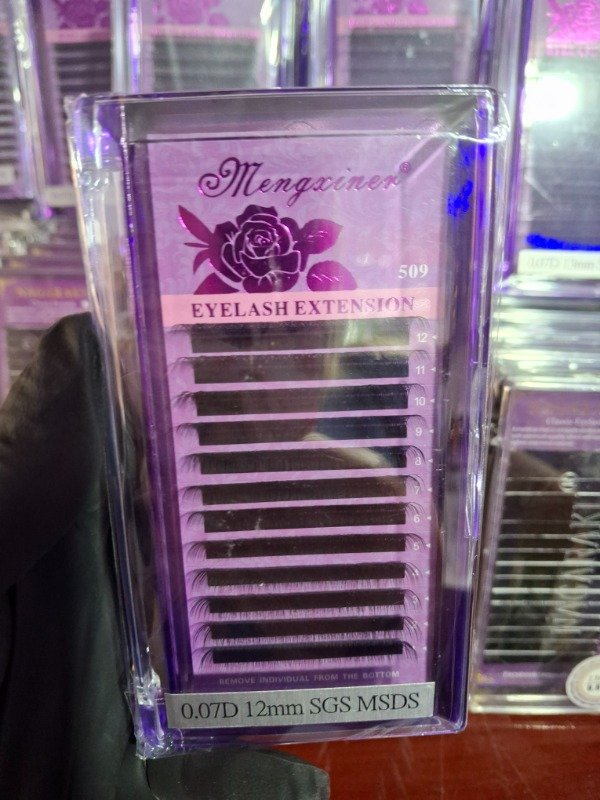 Mengxiner®
509
EYELASH EXTENSION
12
11
10
9
8
7
6
5
REMOVE INDIVIDUAL FROM THE BOTTOM
0.07D 12mm SGS MSDS
NAGARAKU